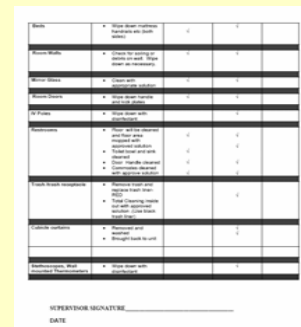 Beds
• Wipe down mattress, handrails etc (both sides) √ √
Room Walls
• Check for soiling or debris on wall. Wipe down as necessary. √ √
Mirror Glass
• Clean with appropriate solution √ √
Room Doors
• Wipe down handle and kick plates √ √
IV Poles
• Wipe down with disinfectant √
Restrooms
• Floor will be cleaned and floor area mopped with approved solution √ √
• Toilet bowl and sink cleaned √ √
• Door Handle cleaned √ √
• Commodes cleaned with approve solution √ √
Trash/trash receptacle
• Remove trash and replace trash liner-
• Total Cleaning inside out with approved solution (Use black trash liner) √
Cubicle curtains
• Removed and washed √
• Brought back to unit √
Stethoscopes, Wall mounted Thermometers
• Wipe down with disinfectant √
SUPERVISOR SIGNATURE
DATE